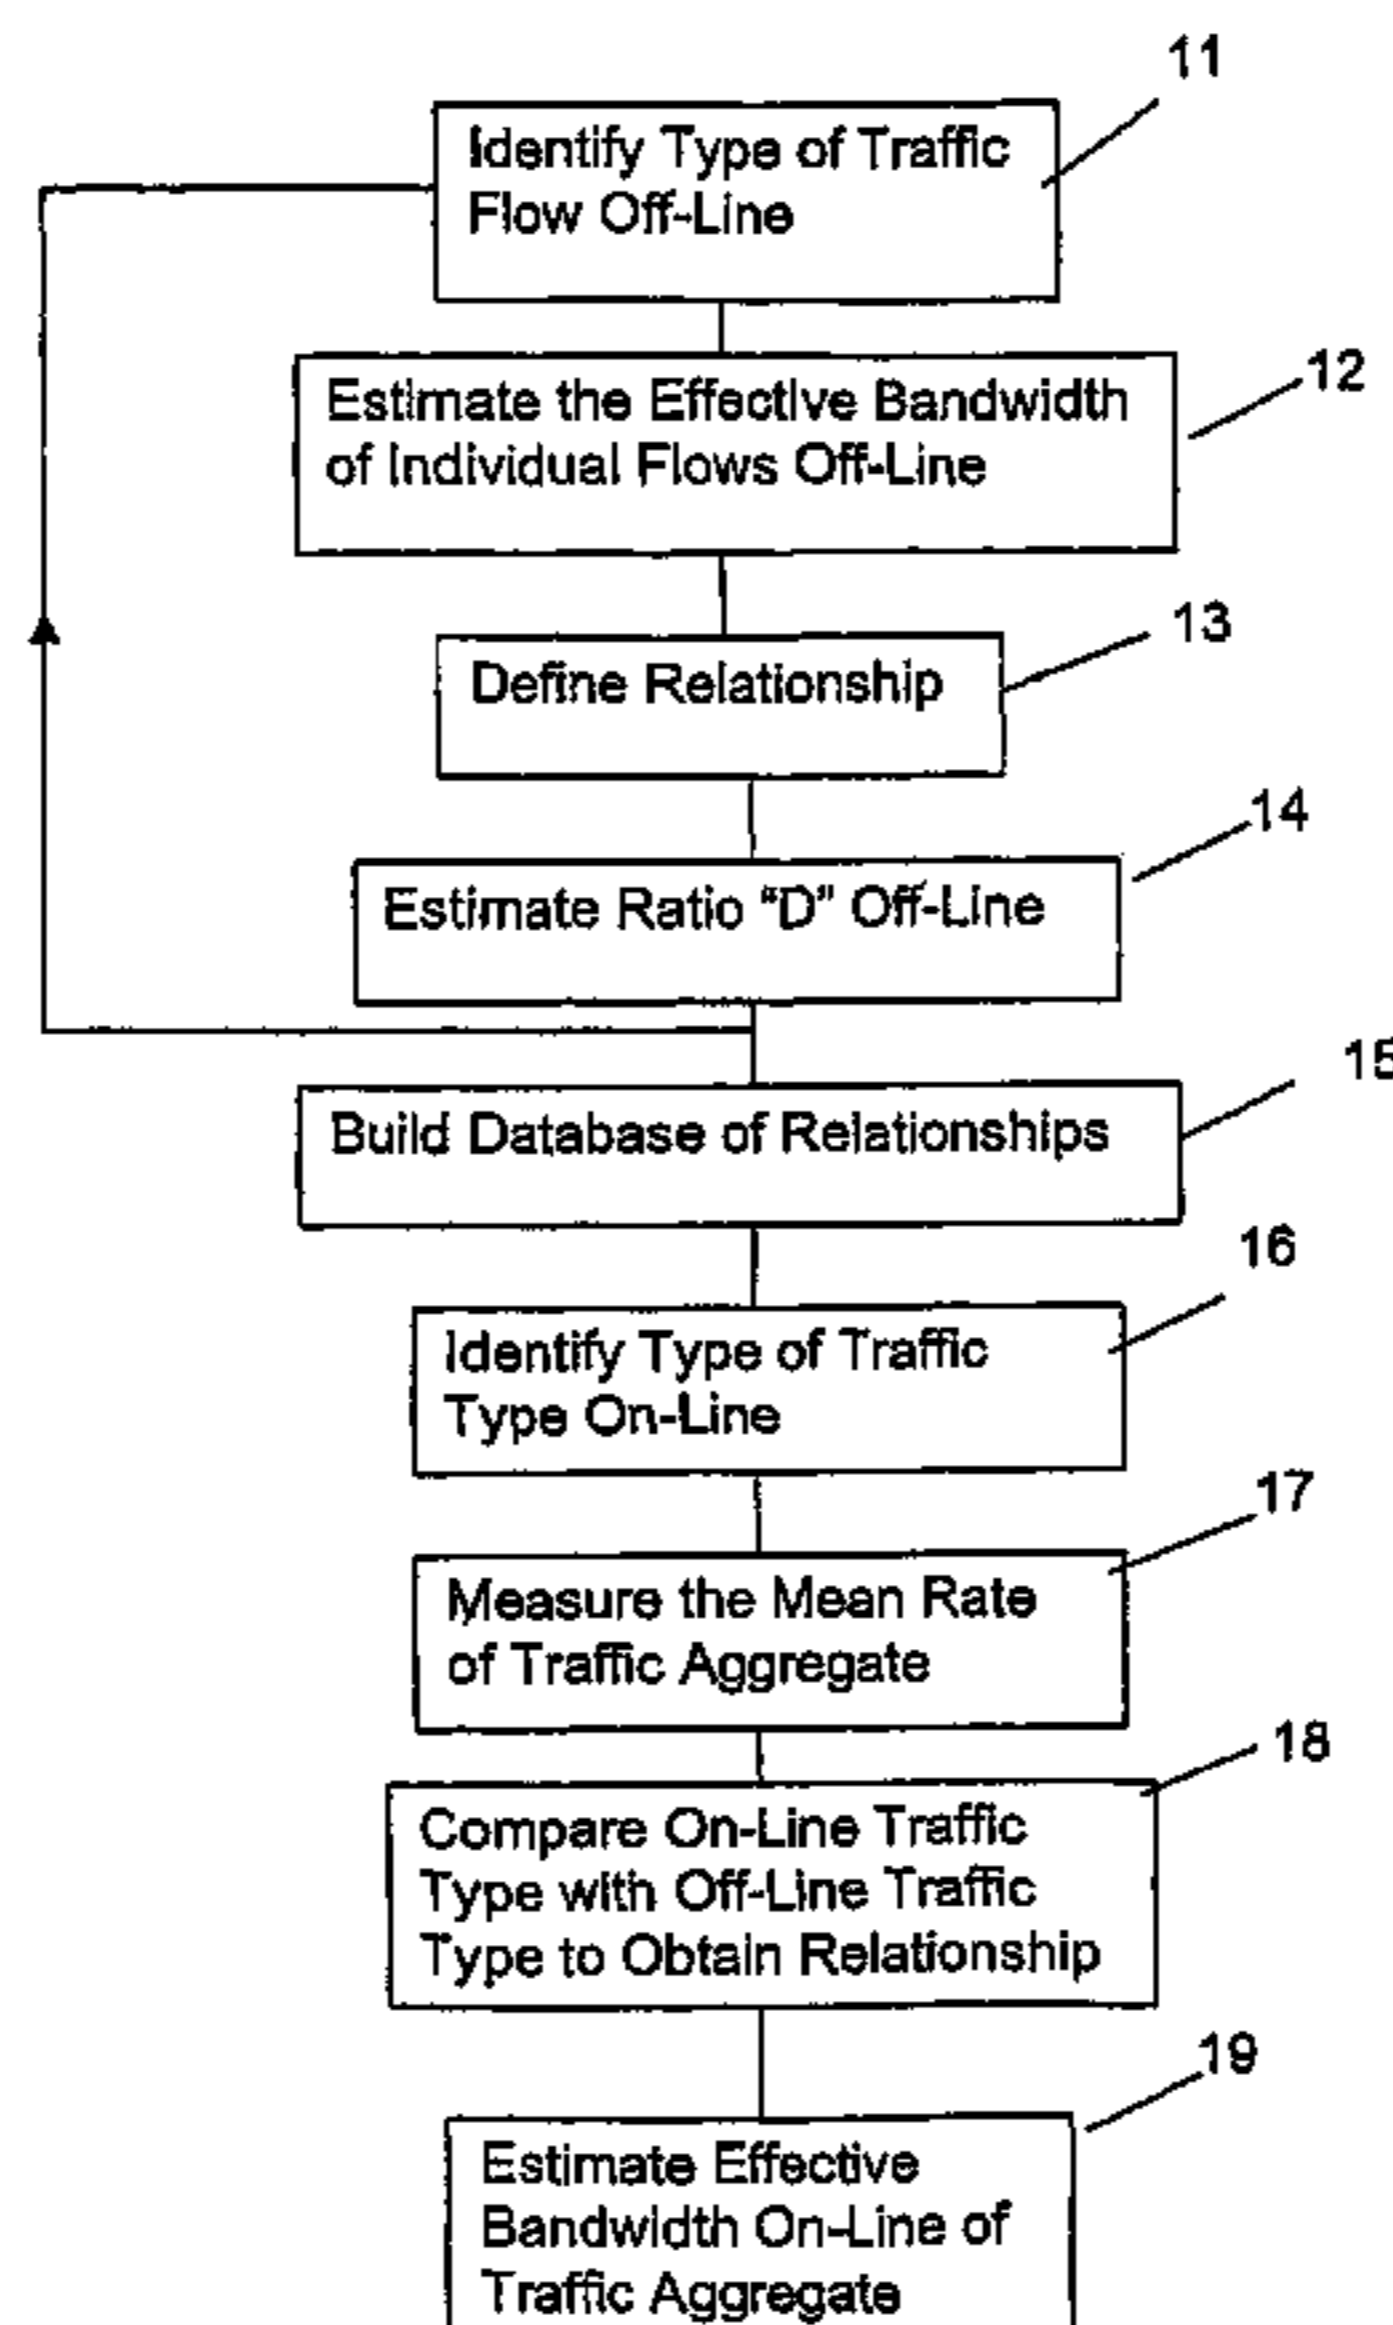 11
Identify Type of Traffic
Flow Off-Line
12
Estimate the Effective Bandwidth
of Individual Flows Off-Line
13
Define Relationship
14
Estimate Ratio “D” Off-Line
15
Build Database of Relationships
16
Identify Type of Traffic
Type On-Line
17
Measure the Mean Rate
of Traffic Aggregate
18
Compare On-Line Traffic
Type with Off-Line Traffic
Type to Obtain Relationship
19
Estimate Effective
Bandwidth On-Line of
Traffic Aggregate